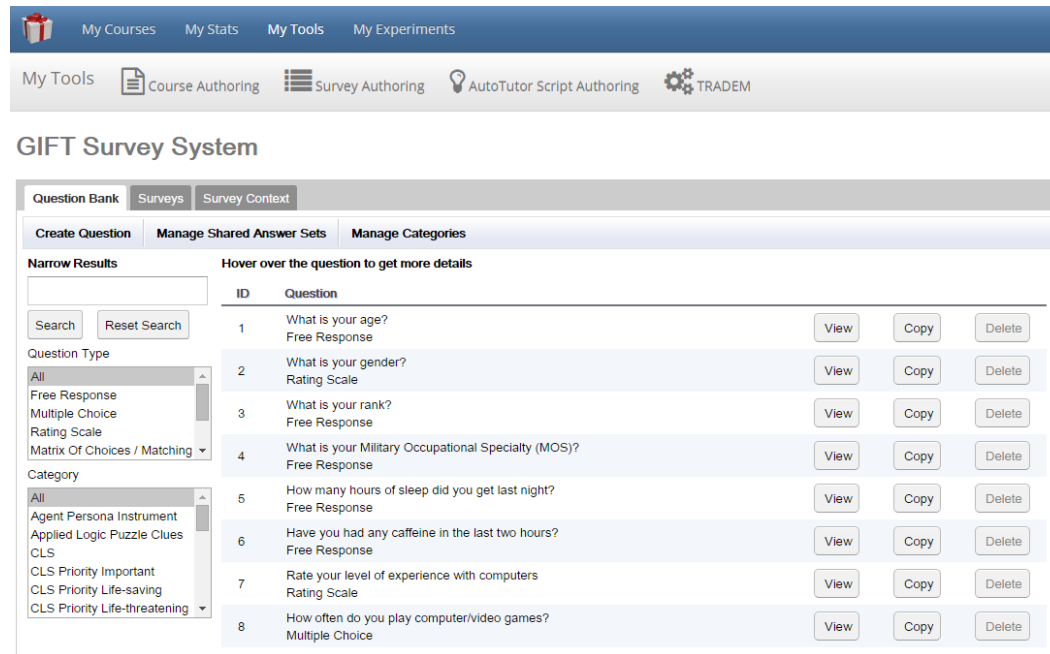 My Courses My Stats My Tools My Experiments
My Tools Course Authoring Survey Authoring AutoTutor Script Authoring TRADEM
GIFT Survey System
Question Bank Surveys Survey Context
Create Question Manage Shared Answer Sets Manage Categories
Narrow Results
Search Reset Search
Question Type
All
Free Response
Multiple Choice
Rating Scale
Matrix Of Choices / Matching
Category
All
Agent Persona Instrument
Applied Logic Puzzle Clues
CLS
CLS Priority Important
CLS Priority Life-saving
CLS Priority Life-threatening
Hover over the question to get more details
ID Question
1 What is your age?
Free Response
View Copy Delete
2 What is your gender?
Rating Scale
View Copy Delete
3 What is your rank?
Free Response
View Copy Delete
4 What is your Military Occupational Specialty (MOS)?
Free Response
View Copy Delete
5 How many hours of sleep did you get last night?
Free Response
View Copy Delete
6 Have you had any caffeine in the last two hours?
Free Response
View Copy Delete
7 Rate your level of experience with computers
Rating Scale
View Copy Delete
8 How often do you play computer/video games?
Multiple Choice
View Copy Delete